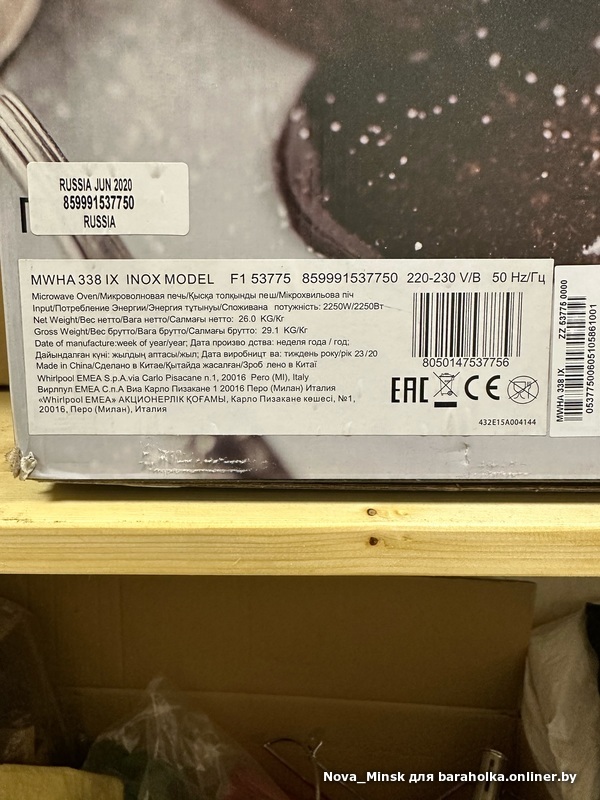 RUSSIA JUN 2020
859991537750
RUSSIA
MWHA 338 IX INOX MODEL F1 53775 859991537750 220-230 V/B 50 Hz/Гц
Microwave Oven/Микроволновая печь/Қысқа толқынды пеш/Мікрохвильова піч
Input/Потребление Энергии/Энергия тұтынуы/Споживана потужність: 2250W/2250Вт
Net Weight/Вес нетто/Вага нетто/Салмағы нетто: 26.0 KG/Кг
Gross Weight/Вес брутто/Вага брутто/Салмағы брутто: 29.1 KG/Кг
Date of manufacture:week of year/year; Дата произво дства: неделя года / год;
Дайындалған күні: жылдың аптасы/жыл; Дата виробницт ва: тиждень року/рік 23/20
Made in China/Сделано в Китае/Қытайда жасалған/Зроб лено в Китаї
Whirlpool EMEA S.p.A.via Carlo Pisacane n.1, 20016 Pero (MI), Italy
Вирлпул ЕМЕА С.п.А Виа Карло Пизакане 1 20016 Перо (Милан) Италия
«Whirlpool EMEA» АКЦИОНЕРЛІК ҚОҒАМЫ, Карло Пизакане көшесі, №1,
20016, Перо (Милан), Италия
8050147537756
EAC CE
432E15A004144
MWHA 338 IX ZZ 53775 0000
053775006051058610​01
Nova_Minsk для baraholka.onliner.by